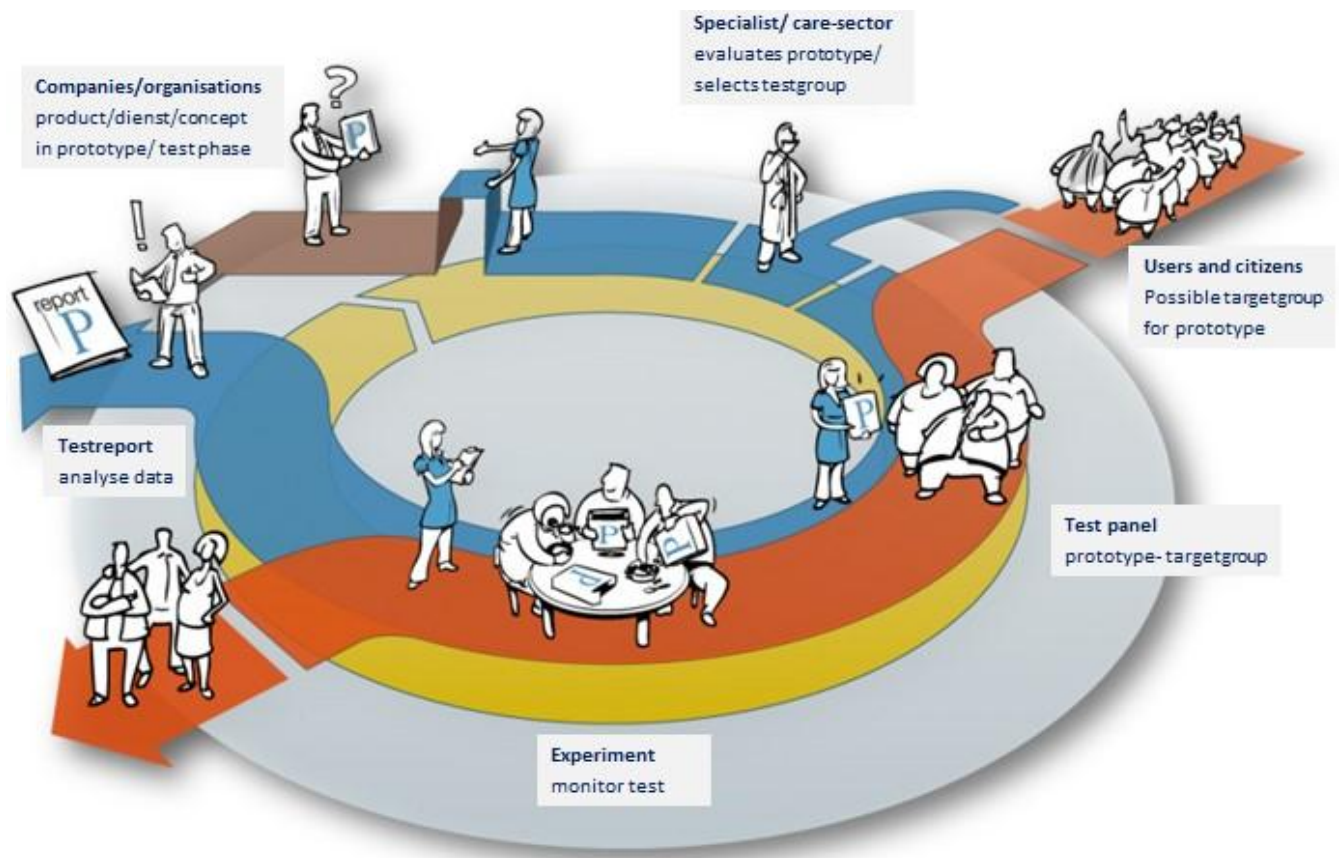 Specialist/ care-sector
evaluates prototype/
selects testgroup
Companies/organisations
product/dienst/concept
in prototype/ test phase
?
P
!
report
P
Users and citizens
Possible targetgroup
for prototype
P
Testreport
analyse data
P
P
P
Test panel
prototype- targetgroup
Experiment
monitor test